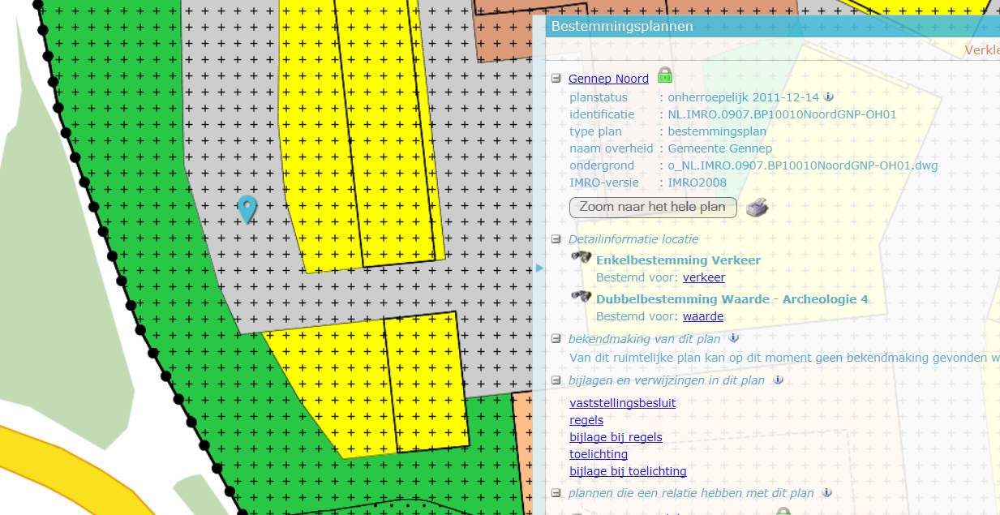 Bestemmingsplannen
Gennep Noord
planstatus : onherroepelijk 2011-12-14
identificatie : NL.IMRO.0907.BP10010NoordGNP-OH01
type plan : bestemmingsplan
naam overheid : Gemeente Gennep
ondergrond : o_NL.IMRO.0907.BP10010NoordGNP-OH01.dwg
IMRO-versie : IMRO2008
Zoom naar het hele plan
Detailinformatie locatie
Enkelbestemming Verkeer
Bestemd voor: verkeer
Dubbelbestemming Waarde - Archeologie 4
Bestemd voor: waarde
bekendmaking van dit plan
Van dit ruimtelijke plan kan op dit moment geen bekendmaking gevonden w
bijlagen en verwijzingen in dit plan
vaststellingsbesluit
regels
bijlage bij regels
toelichting
bijlage bij toelichting
plannen die een relatie hebben met dit plan